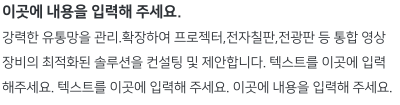 이곳에 내용을 입력해 주세요.
강력한 유통망을 관리.확장하여 프로젝터,전자칠판,전광판 등 통합 영상
장비의 최적화된 솔루션을 컨설팅 및 제안합니다. 텍스트를 이곳에 입력
해주세요. 텍스트를 이곳에 입력해 주세요. 이곳에 내용을 입력해 주세요.